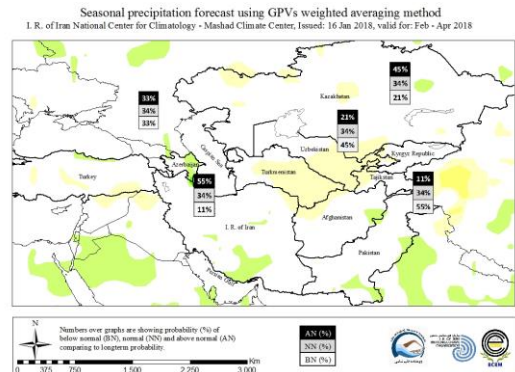 Seasonal precipitation forecast using GPVs weighted averaging method
I. R. of Iran National Center for Climatology - Mashad Climate Center, Issued: 16 Jan 2018, valid for: Feb - Apr 2018
45%
34%
21%
33%
34%
33%
Kazakhstan
21%
34%
45%
Uzbekistan
Kyrgyz Republic
Caspian Sea
Azerbaijan
Turkey
Turkmenistan
Tajikistan
55%
34%
11%
11%
34%
55%
I. R. of Iran
Afghanistan
Pakistan
Persian Gulf
N
Numbers over graphs are showing probability (%) of
below normal (BN), normal (NN) and above normal (AN)
comparing to longterm probability.
AN (%)
NN (%)
BN (%)
0 375 750 1,500 2,250 3,000 Km